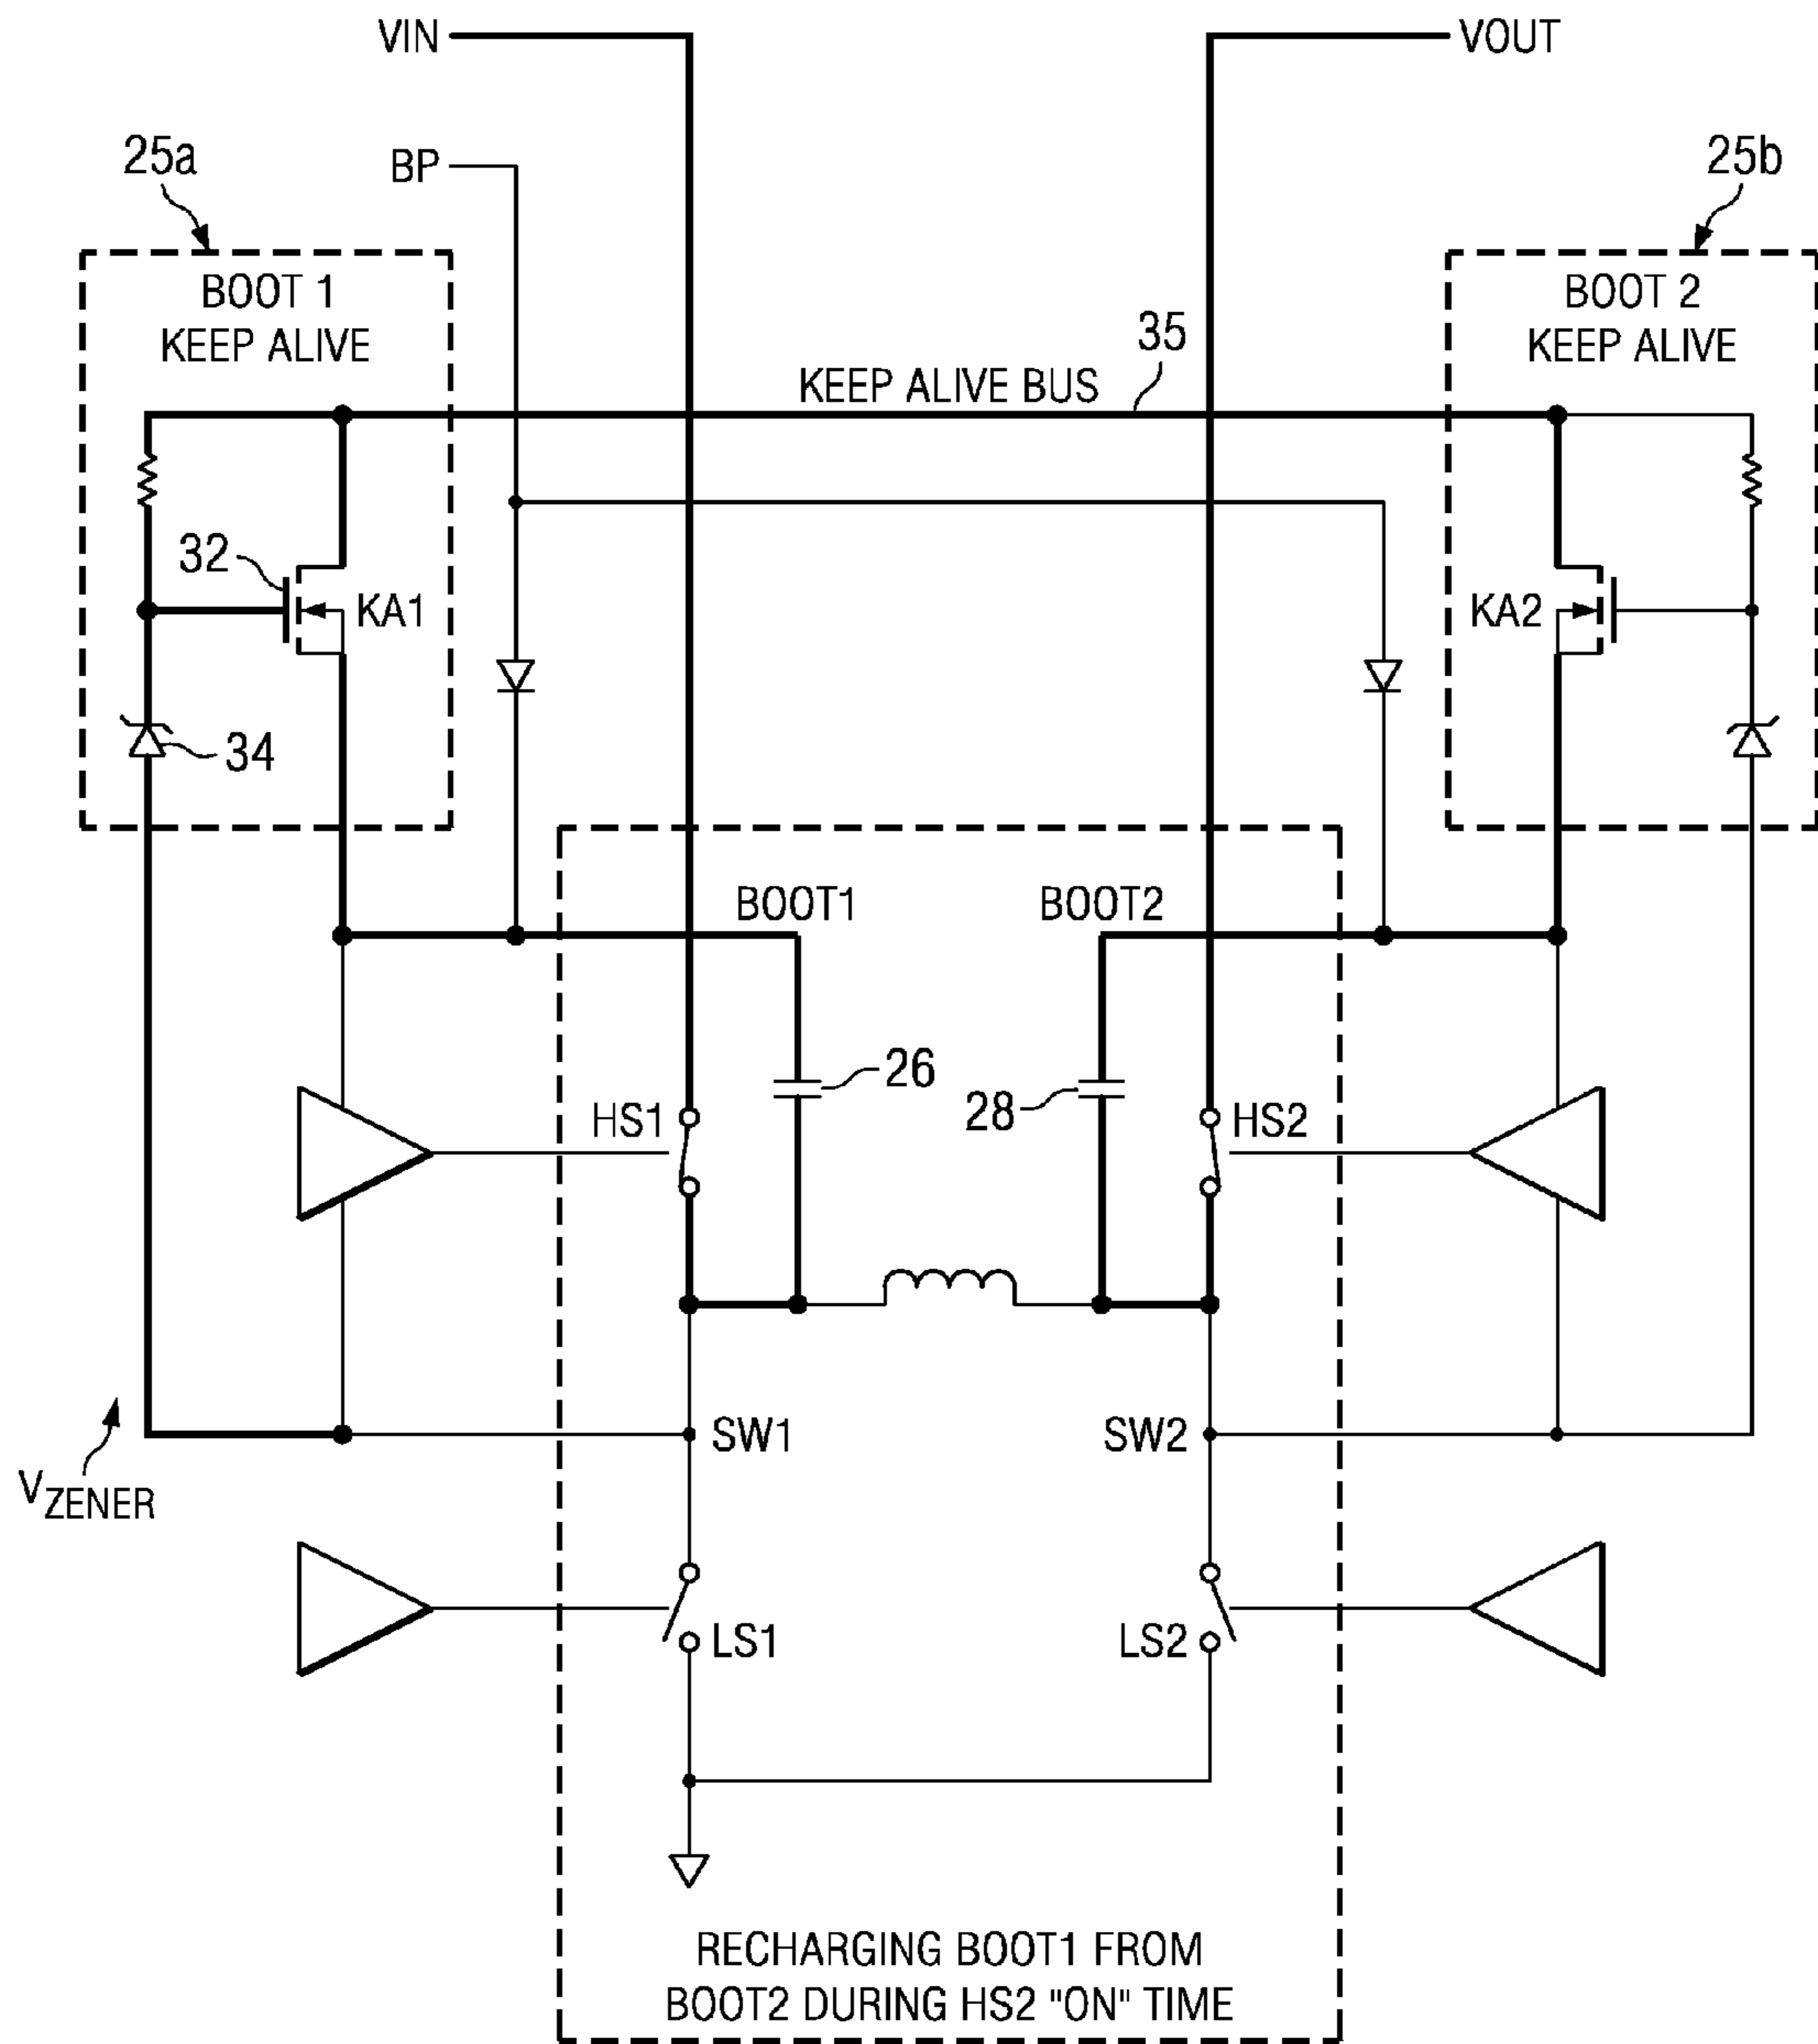 VIN
VOUT
25a
BP
25b
BOOT 1
KEEP ALIVE
BOOT 2
KEEP ALIVE
35
KEEP ALIVE BUS
32
KA1
KA2
34
BOOT1
BOOT2
26
28
HS1
HS2
SW1
SW2
VZENER
LS1
LS2
RECHARGING BOOT1 FROM
BOOT2 DURING HS2 "ON" TIME